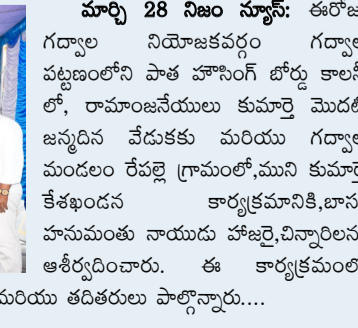 మార్చి 28 నిజం న్యూస్: ఈరోజు
గద్వాల నియోజకవర్గం గద్వాల
పట్టణంలోని పాత హౌసింగ్ బోర్డు కాలనీ
లో, రామాంజనేయులు కుమార్తె మొదటి
జన్మదిన వేడుకకు మరియు గద్వాల
మండలం రేపల్లె గ్రామంలో,ముని కుమార్తె
కేశఖండన కార్యక్రమానికి,బాస
హనుమంతు నాయుడు హాజరై,చిన్నారిలను
ఆశీర్వదించారు. ఈ కార్యక్రమంలో
మరియు తదితరులు పాల్గొన్నారు....